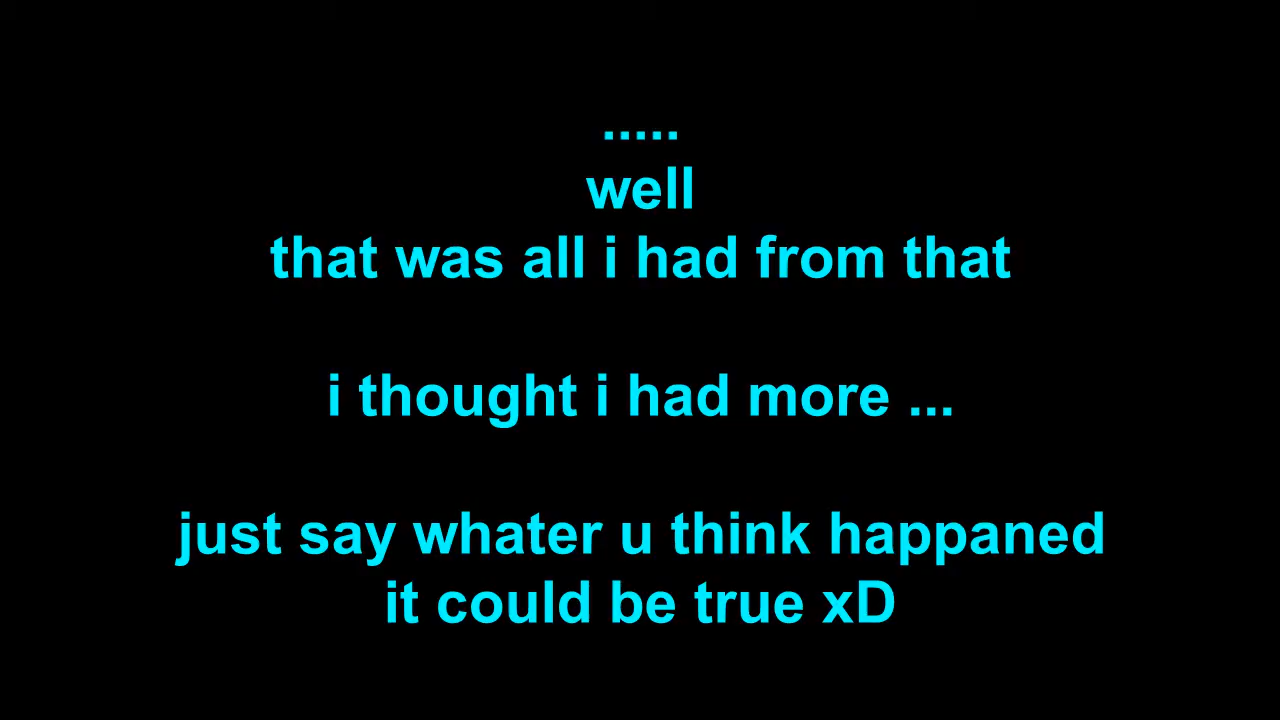 .....
well
that was all i had from that
i thought i had more ...
just say whater u think happaned
it could be true xD